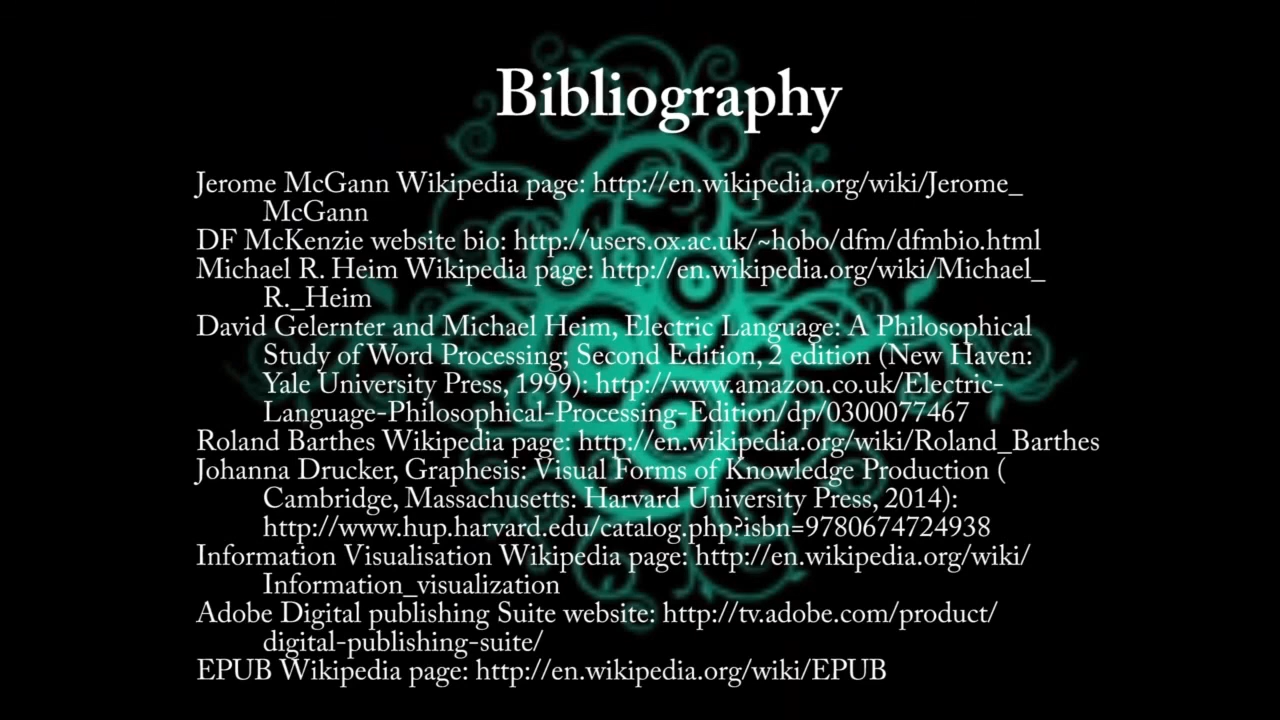 Bibliography
Jerome McGann Wikipedia page: http://en.wikipedia.org/wiki/Jerome_
McGann
DF McKenzie website bio: http://users.ox.ac.uk/~hobo/dfm/dfmbio.html
Michael R. Heim Wikipedia page: http://en.wikipedia.org/wiki/Michael_
R._Heim
David Gelernter and Michael Heim, Electric Language: A Philosophical
Study of Word Processing; Second Edition, 2 edition (New Haven:
Yale University Press, 1999): http://www.amazon.co.uk/Electric-
Language-Philosophical-Processing-Edition/dp/0300077467
Roland Barthes Wikipedia page: http://en.wikipedia.org/wiki/Roland_Barthes
Johanna Drucker, Graphesis: Visual Forms of Knowledge Production (
Cambridge, Massachusetts: Harvard University Press, 2014):
http://www.hup.harvard.edu/catalog.php?isbn=9780674724938
Information Visualisation Wikipedia page: http://en.wikipedia.org/wiki/
Information_visualization
Adobe Digital publishing Suite website: http://tv.adobe.com/product/
digital-publishing-suite/
EPUB Wikipedia page: http://en.wikipedia.org/wiki/EPUB